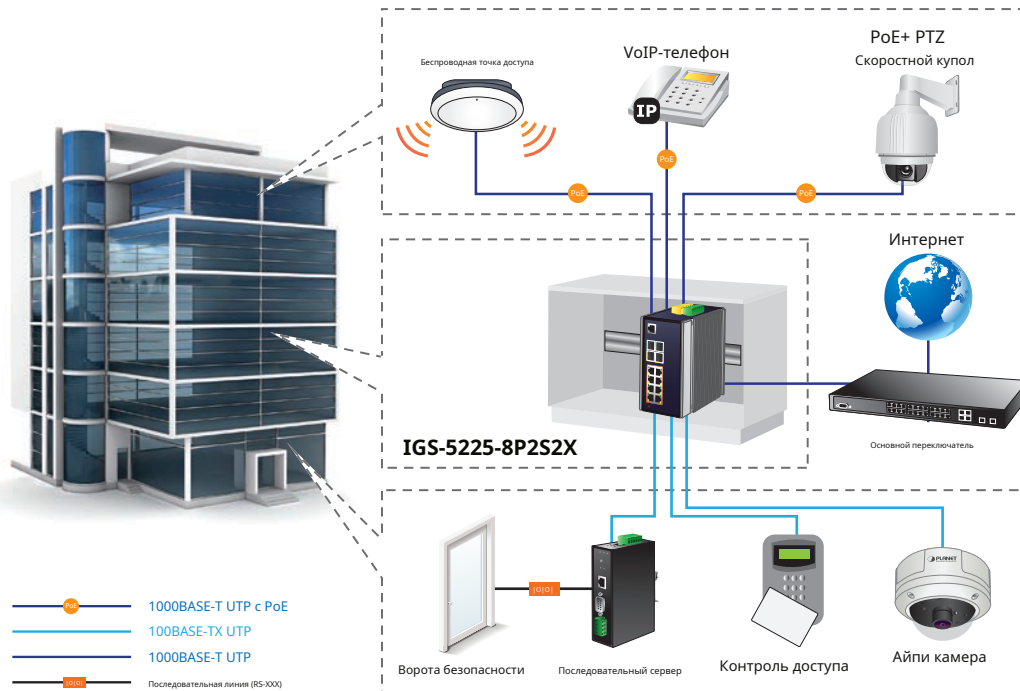 Беспроводная точка доступа
VoIP-телефон
PoE+ PTZ
Скоростной купол
IP
PoE
PoE
PoE
Интернет
IGS-5225-8P2S2X
Основной переключатель
PLANET
|O|O|
Ворота безопасности
Последовательный сервер
Контроль доступа
Айпи камера
PoE
1000BASE-T UTP с PoE
100BASE-TX UTP
1000BASE-T UTP
|O|O|
Последовательная линия (RS-XXX)